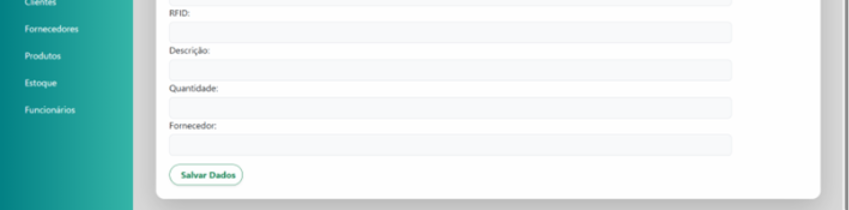 Clientes
Fornecedores
Produtos
Estoque
Funcionários
RFID:
Descrição:
Quantidade:
Fornecedor:
Salvar Dados